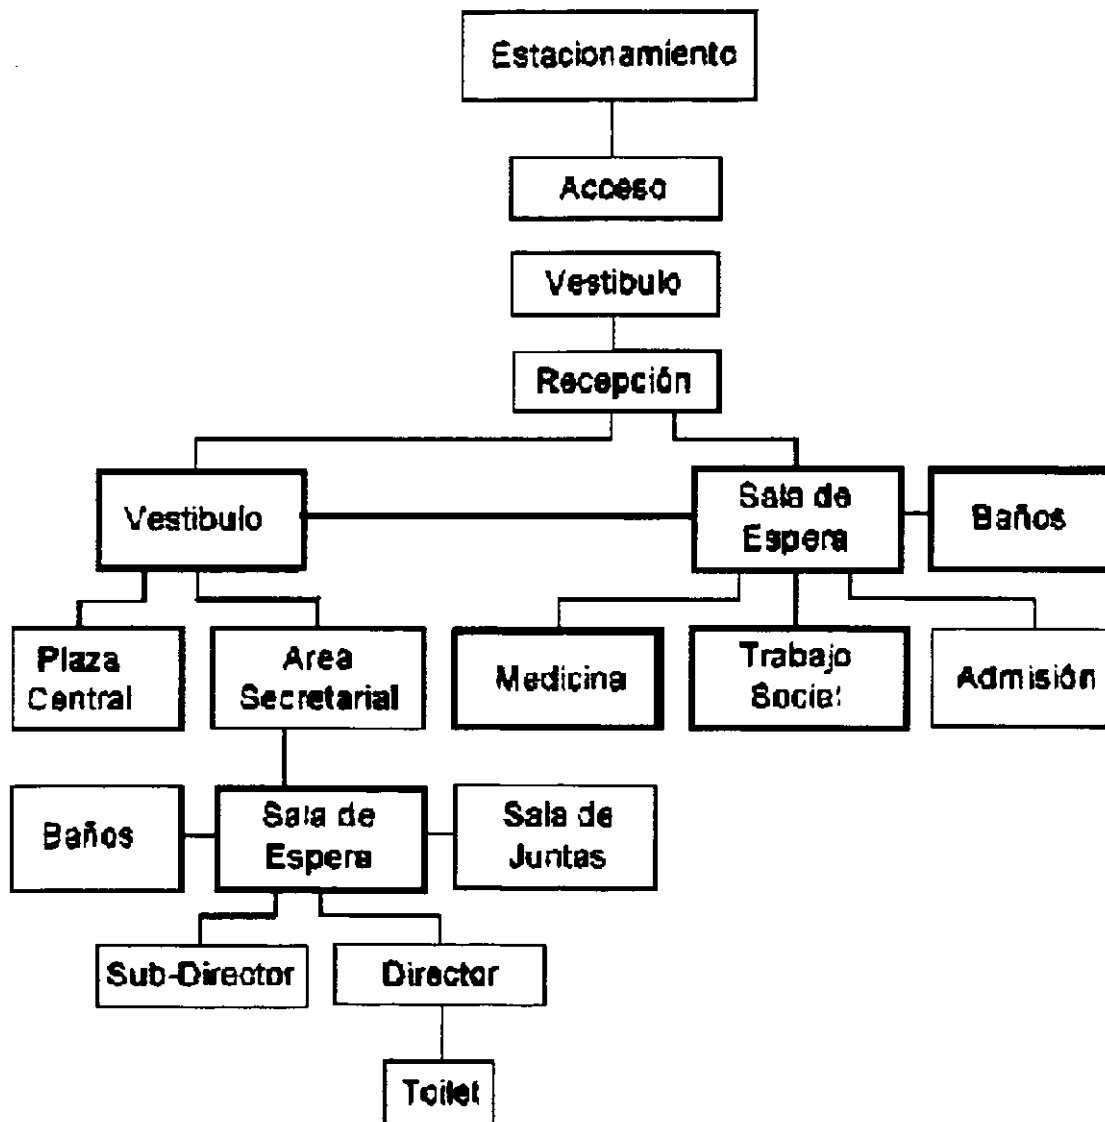 Estacionamiento
Acceso
Vestibulo
Recepción
Vestibulo
Sala de
Espera
Baños
Plaza
Central
Area
Secretarial
Medicina
Trabajo
Social
Admisión
Baños
Sala de
Espera
Sala de
Juntas
Sub-Director
Director
Toilet